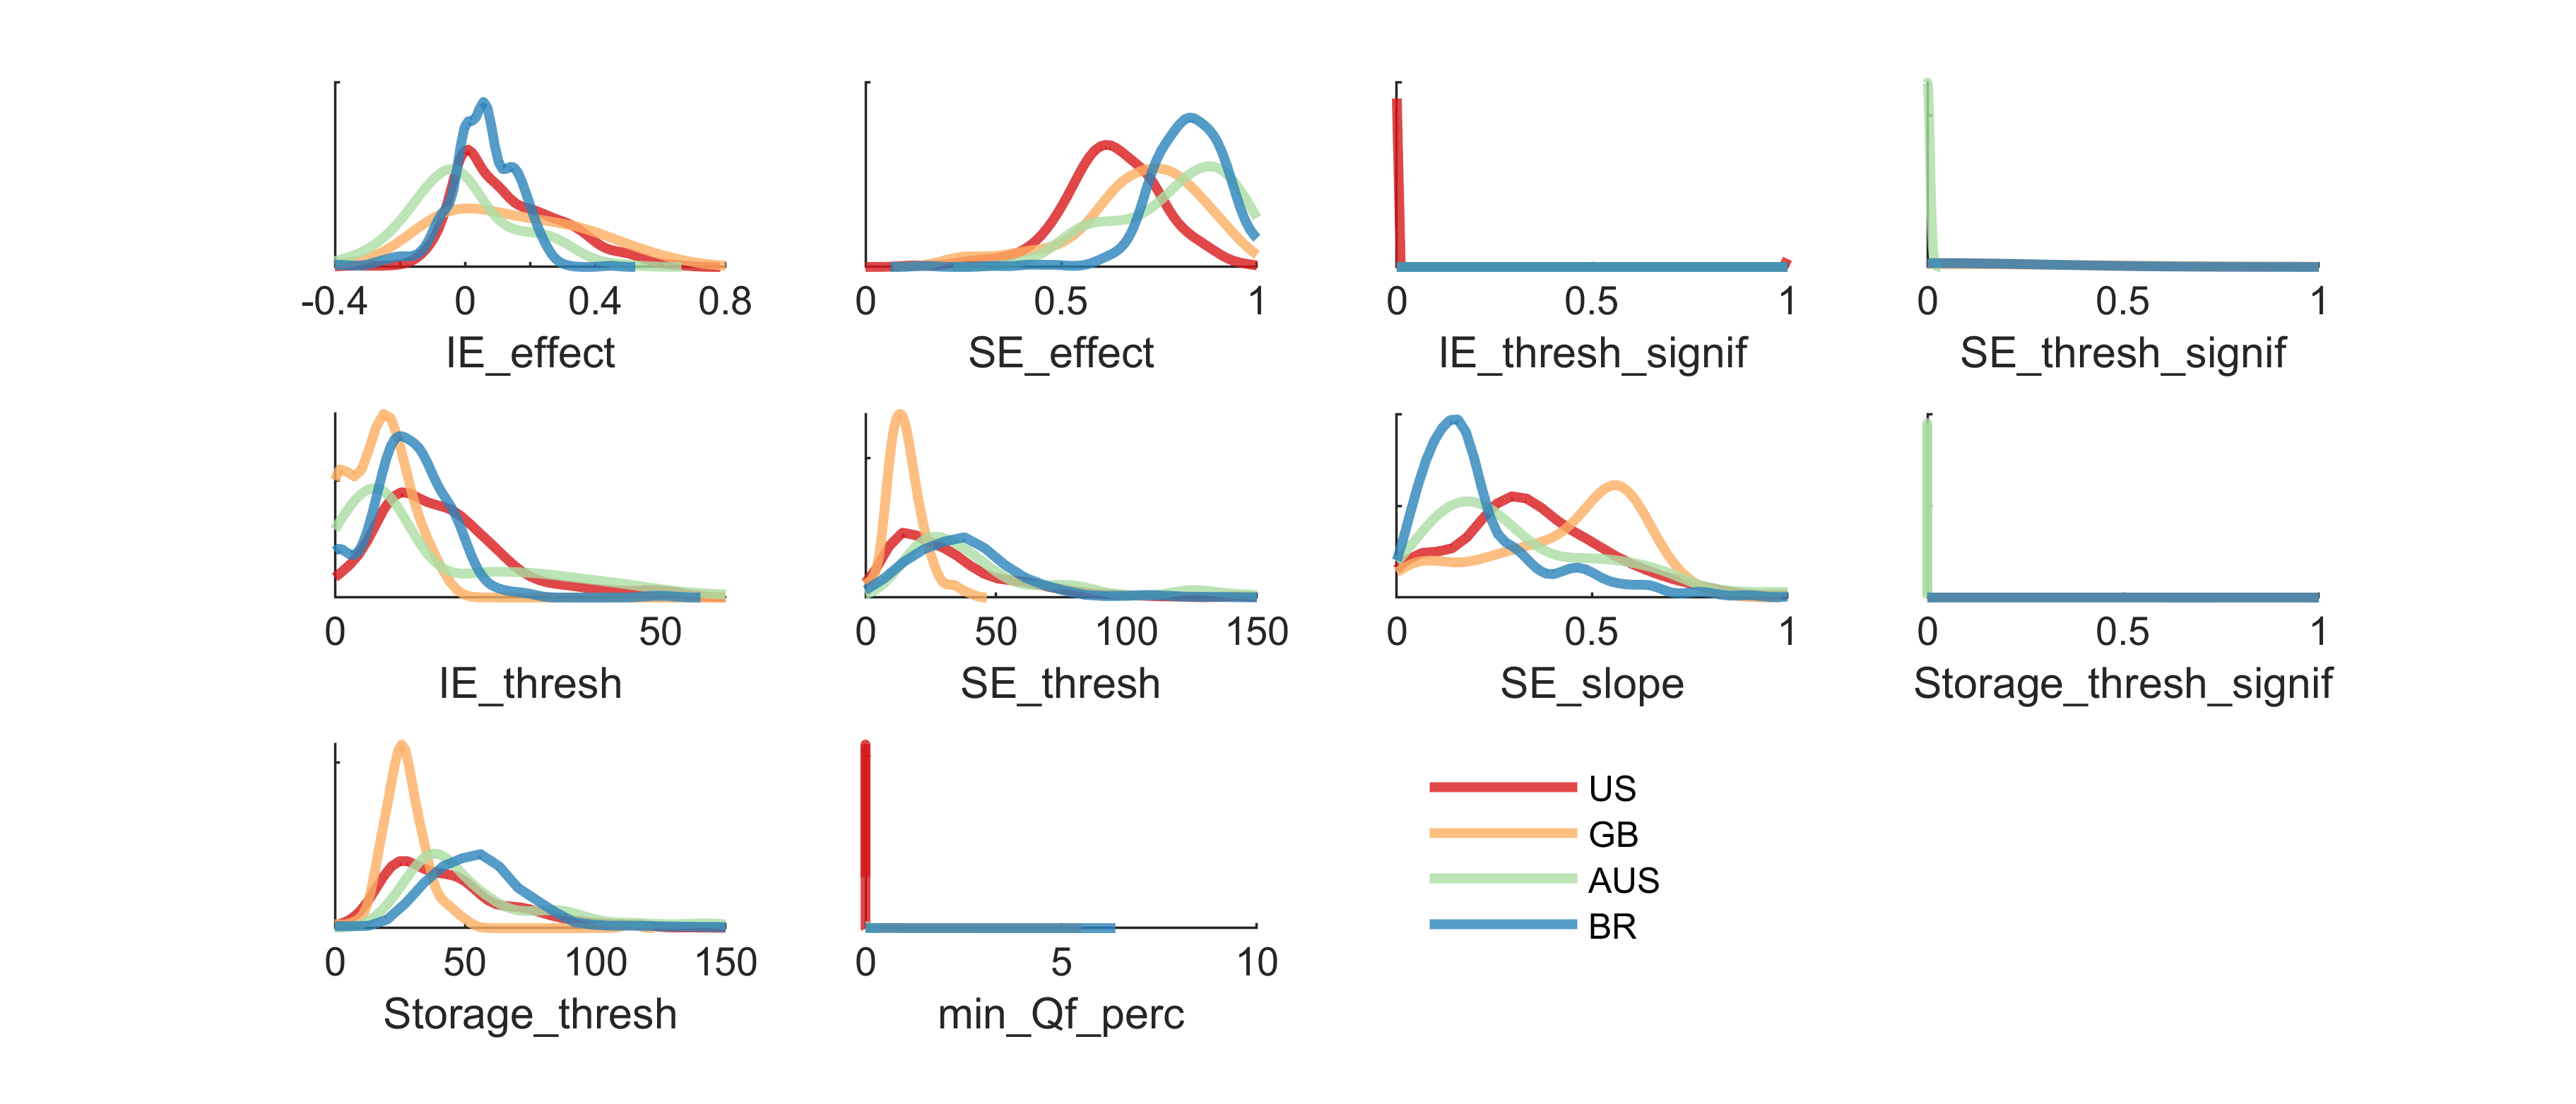 -0.4 0 0.4 0.8
IE_effect
0 0.5 1
SE_effect
0 0.5 1
IE_thresh_signif
0 0.5 1
SE_thresh_signif
0 50
IE_thresh
0 50 100 150
SE_thresh
0 0.5 1
SE_slope
0 0.5 1
Storage_thresh_signif
0 50 100 150
Storage_thresh
0 5 10
min_Qf_perc
US
GB
AUS
BR